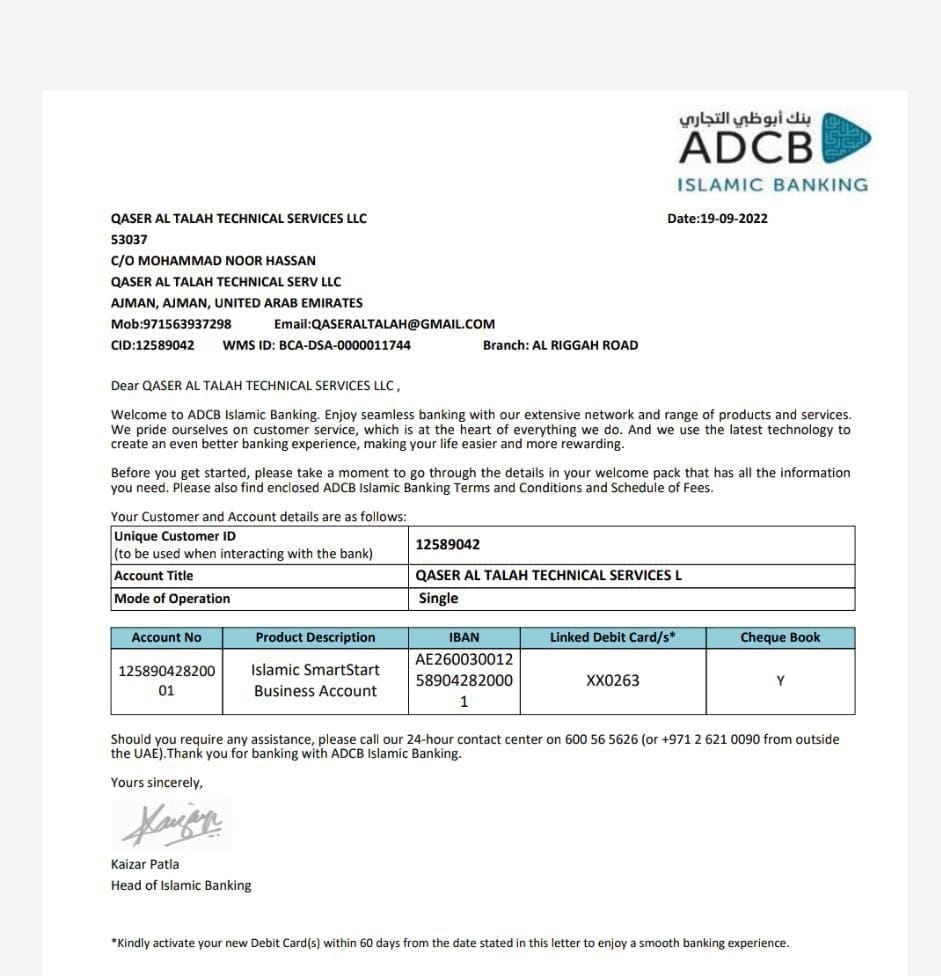 بنك أبوظبي التجاري
ADCB
ISLAMIC BANKING
QASER AL TALAH TECHNICAL SERVICES LLC Date:19-09-2022
53037
C/O MOHAMMAD NOOR HASSAN
QASER AL TALAH TECHNICAL SERV LLC
AJMAN, AJMAN, UNITED ARAB EMIRATES
Mob:971563937298 Email:QASERALTALAH@GMAIL.COM
CID:12589042 WMS ID: BCA-DSA-0000011744 Branch: AL RIGGAH ROAD
Dear QASER AL TALAH TECHNICAL SERVICES LLC ,
Welcome to ADCB Islamic Banking. Enjoy seamless banking with our extensive network and range of products and services.
We pride ourselves on customer service, which is at the heart of everything we do. And we use the latest technology to
create an even better banking experience, making your life easier and more rewarding.
Before you get started, please take a moment to go through the details in your welcome pack that has all the information
you need. Please also find enclosed ADCB Islamic Banking Terms and Conditions and Schedule of Fees.
Your Customer and Account details are as follows:
Unique Customer ID
(to be used when interacting with the bank) 12589042
Account Title QASER AL TALAH TECHNICAL SERVICES L
Mode of Operation Single
Account No Product Description IBAN Linked Debit Card/s* Cheque Book
125890428200
01
Islamic SmartStart
Business Account
AE260030012
58904282000
1
XX0263
Y
Should you require any assistance, please call our 24-hour contact center on 600 56 5626 (or +971 2 621 0090 from outside
the UAE).Thank you for banking with ADCB Islamic Banking.
Yours sincerely,
Kaizar Patla
Head of Islamic Banking
*Kindly activate your new Debit Card(s) within 60 days from the date stated in this letter to enjoy a smooth banking experience.